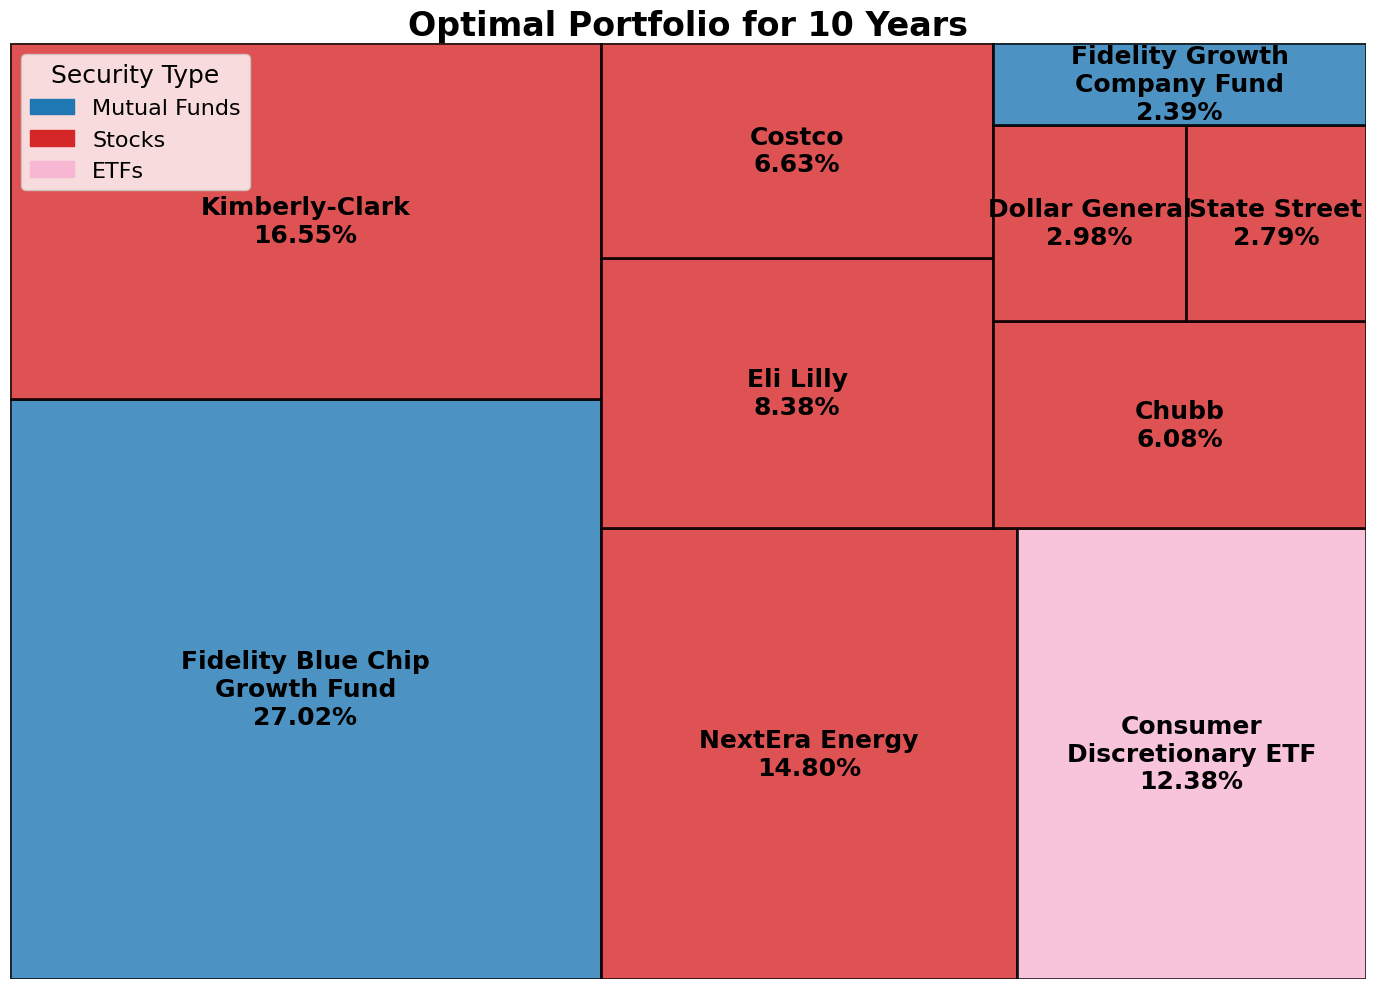 Optimal Portfolio for 10 Years
Security Type
Mutual Funds
Stocks
ETFs
Kimberly-Clark
16.55%
Fidelity Blue Chip
Growth Fund
27.02%
Costco
6.63%
Eli Lilly
8.38%
NextEra Energy
14.80%
Fidelity Growth
Company Fund
2.39%
Dollar General
2.98%
State Street
2.79%
Chubb
6.08%
Consumer
Discretionary ETF
12.38%